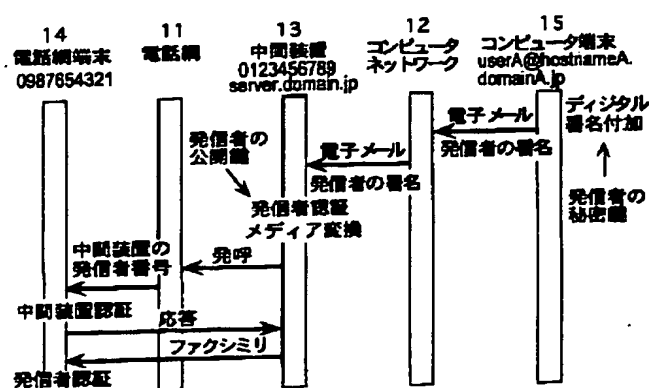 14
電話網端末
0987654321
11
電話網
13
中間装置
0123456789
server.domain.jp
12
コンピュータ
ネットワーク
15
コンピュータ端末
userA@hostnameA.
domainA.jp
ディジタル
署名付加
発信者の
秘密鍵
電子メール
発信者の署名
電子メール
発信者の署名
発信者の
公開鍵
発信者認証
メディア変換
発呼
中間装置の
発信者番号
中間装置認証
応答
ファクシミリ
発信者認証